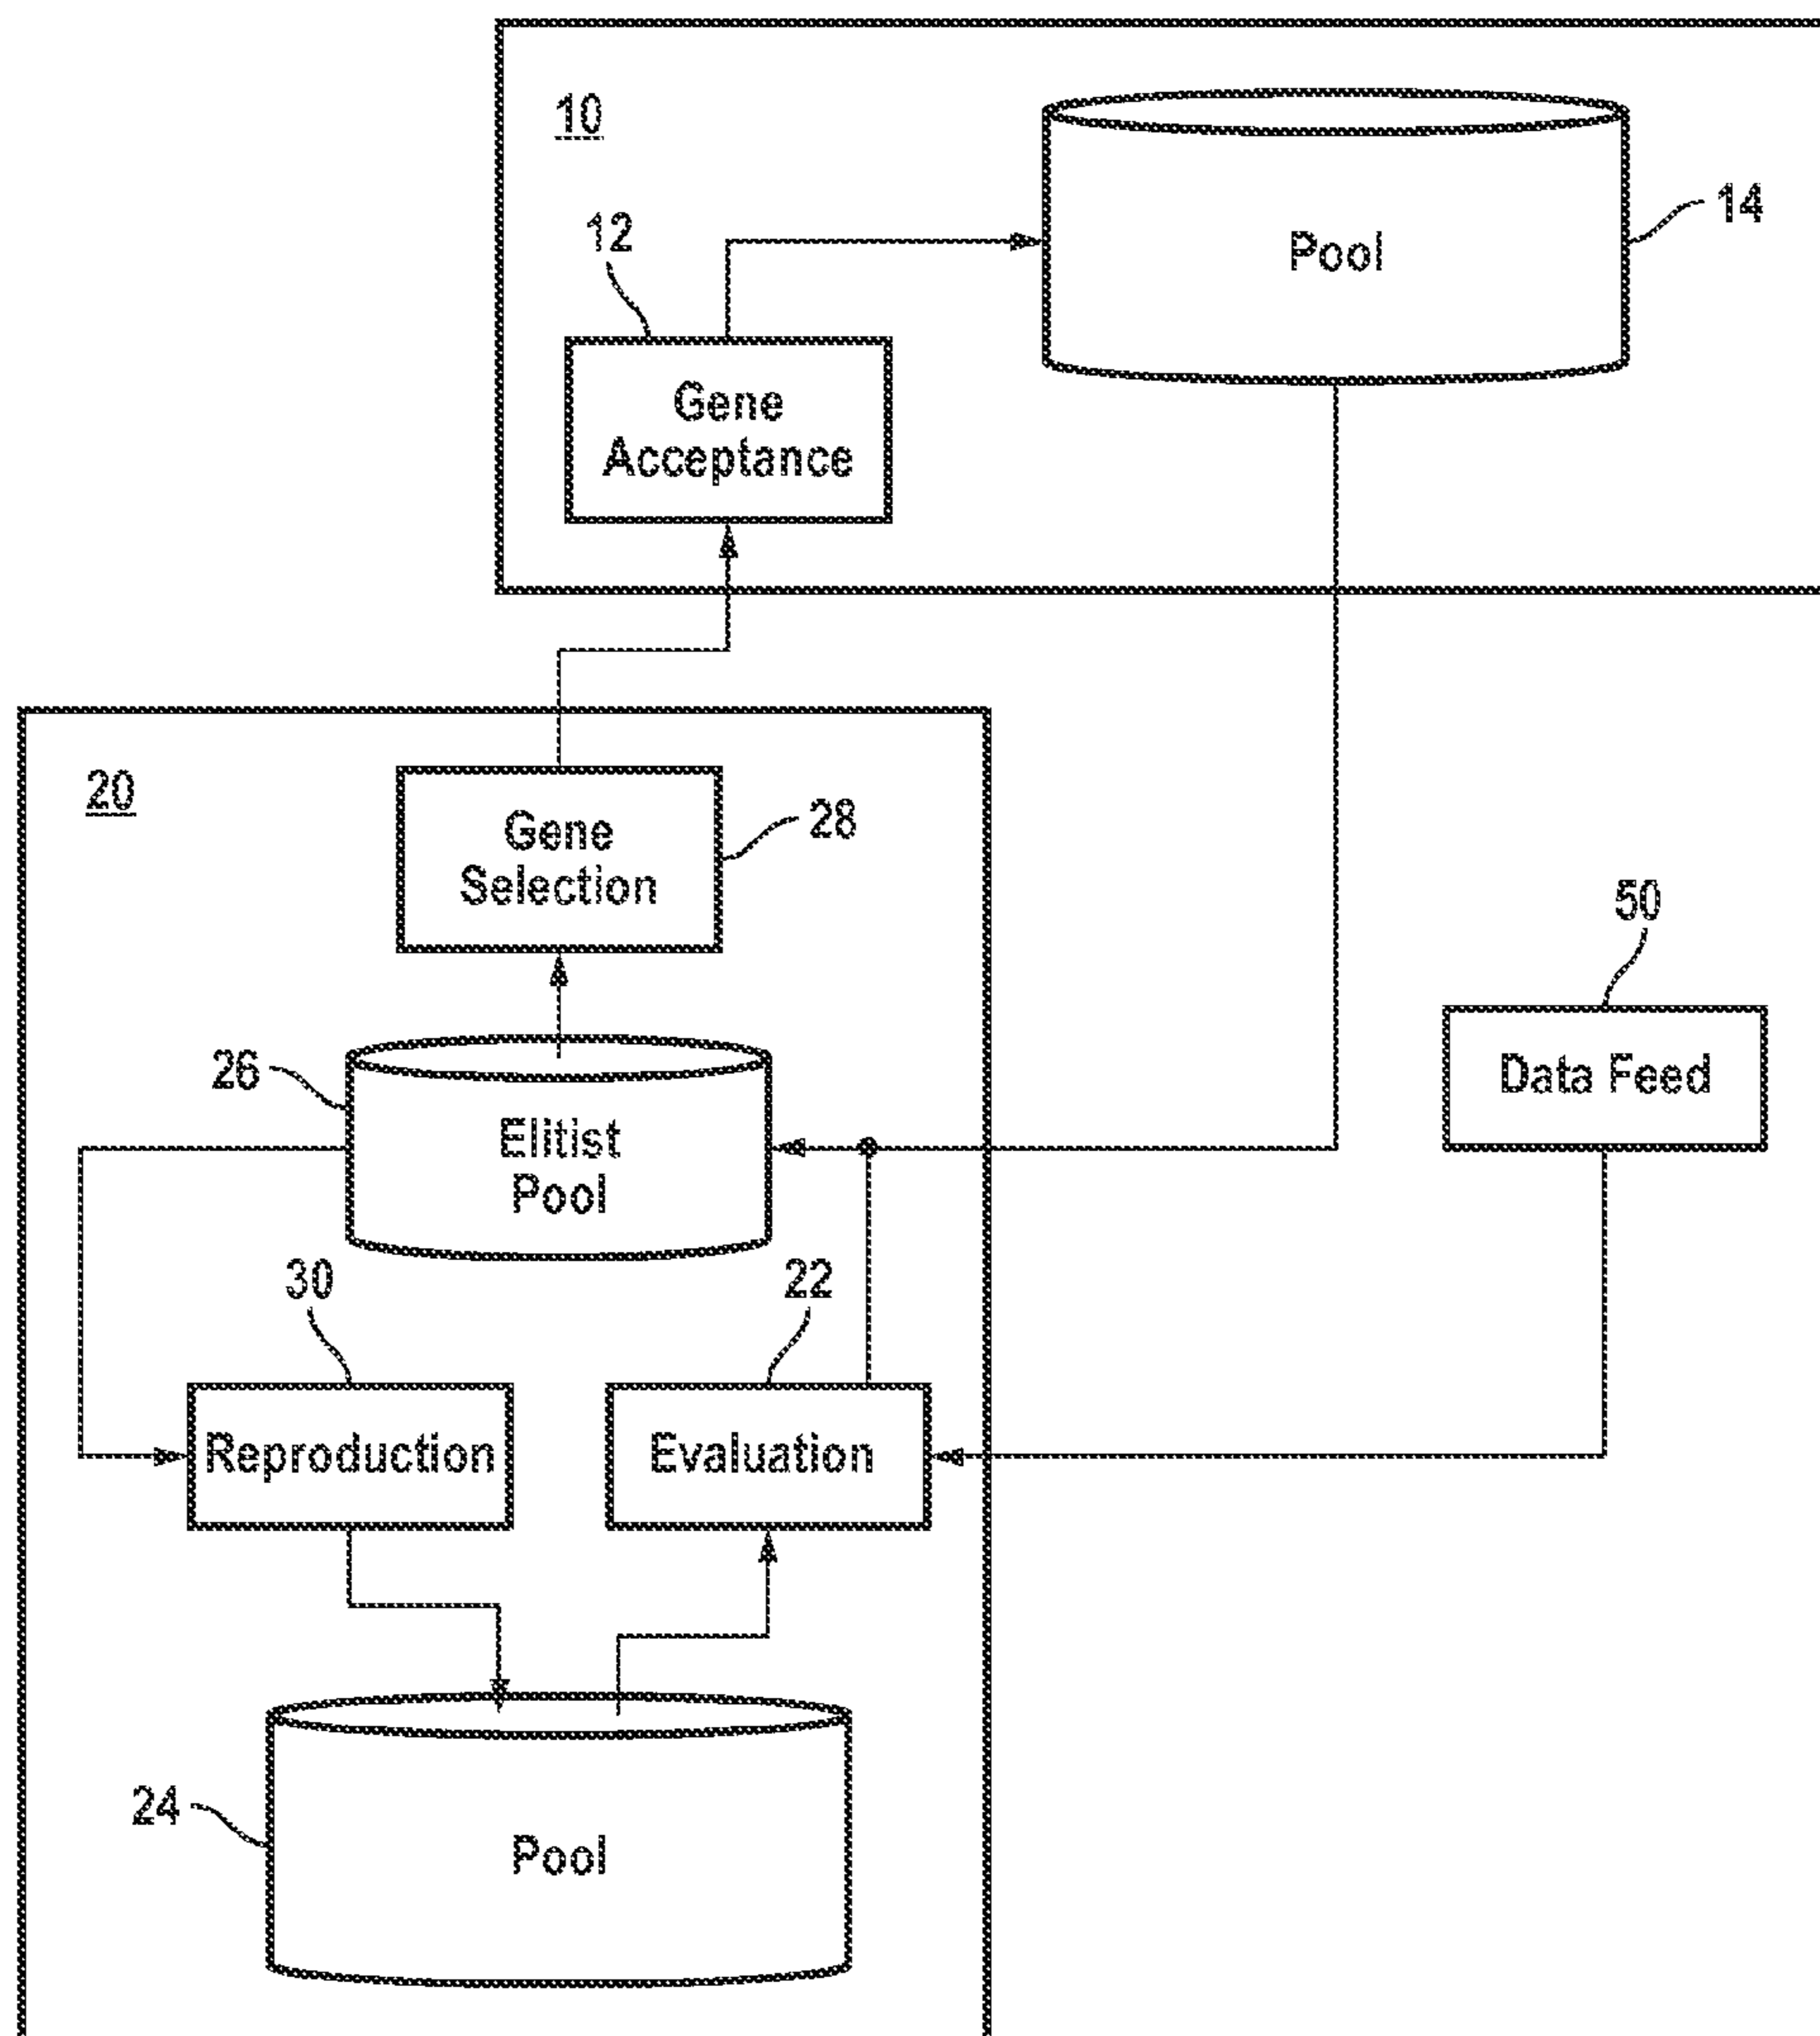 10
14
12
Pool
Gene
Acceptance
20
Gene
Selection
28
50
26
Data Feed
Elitist
Pool
30
22
Reproduction
Evaluation
24
Pool